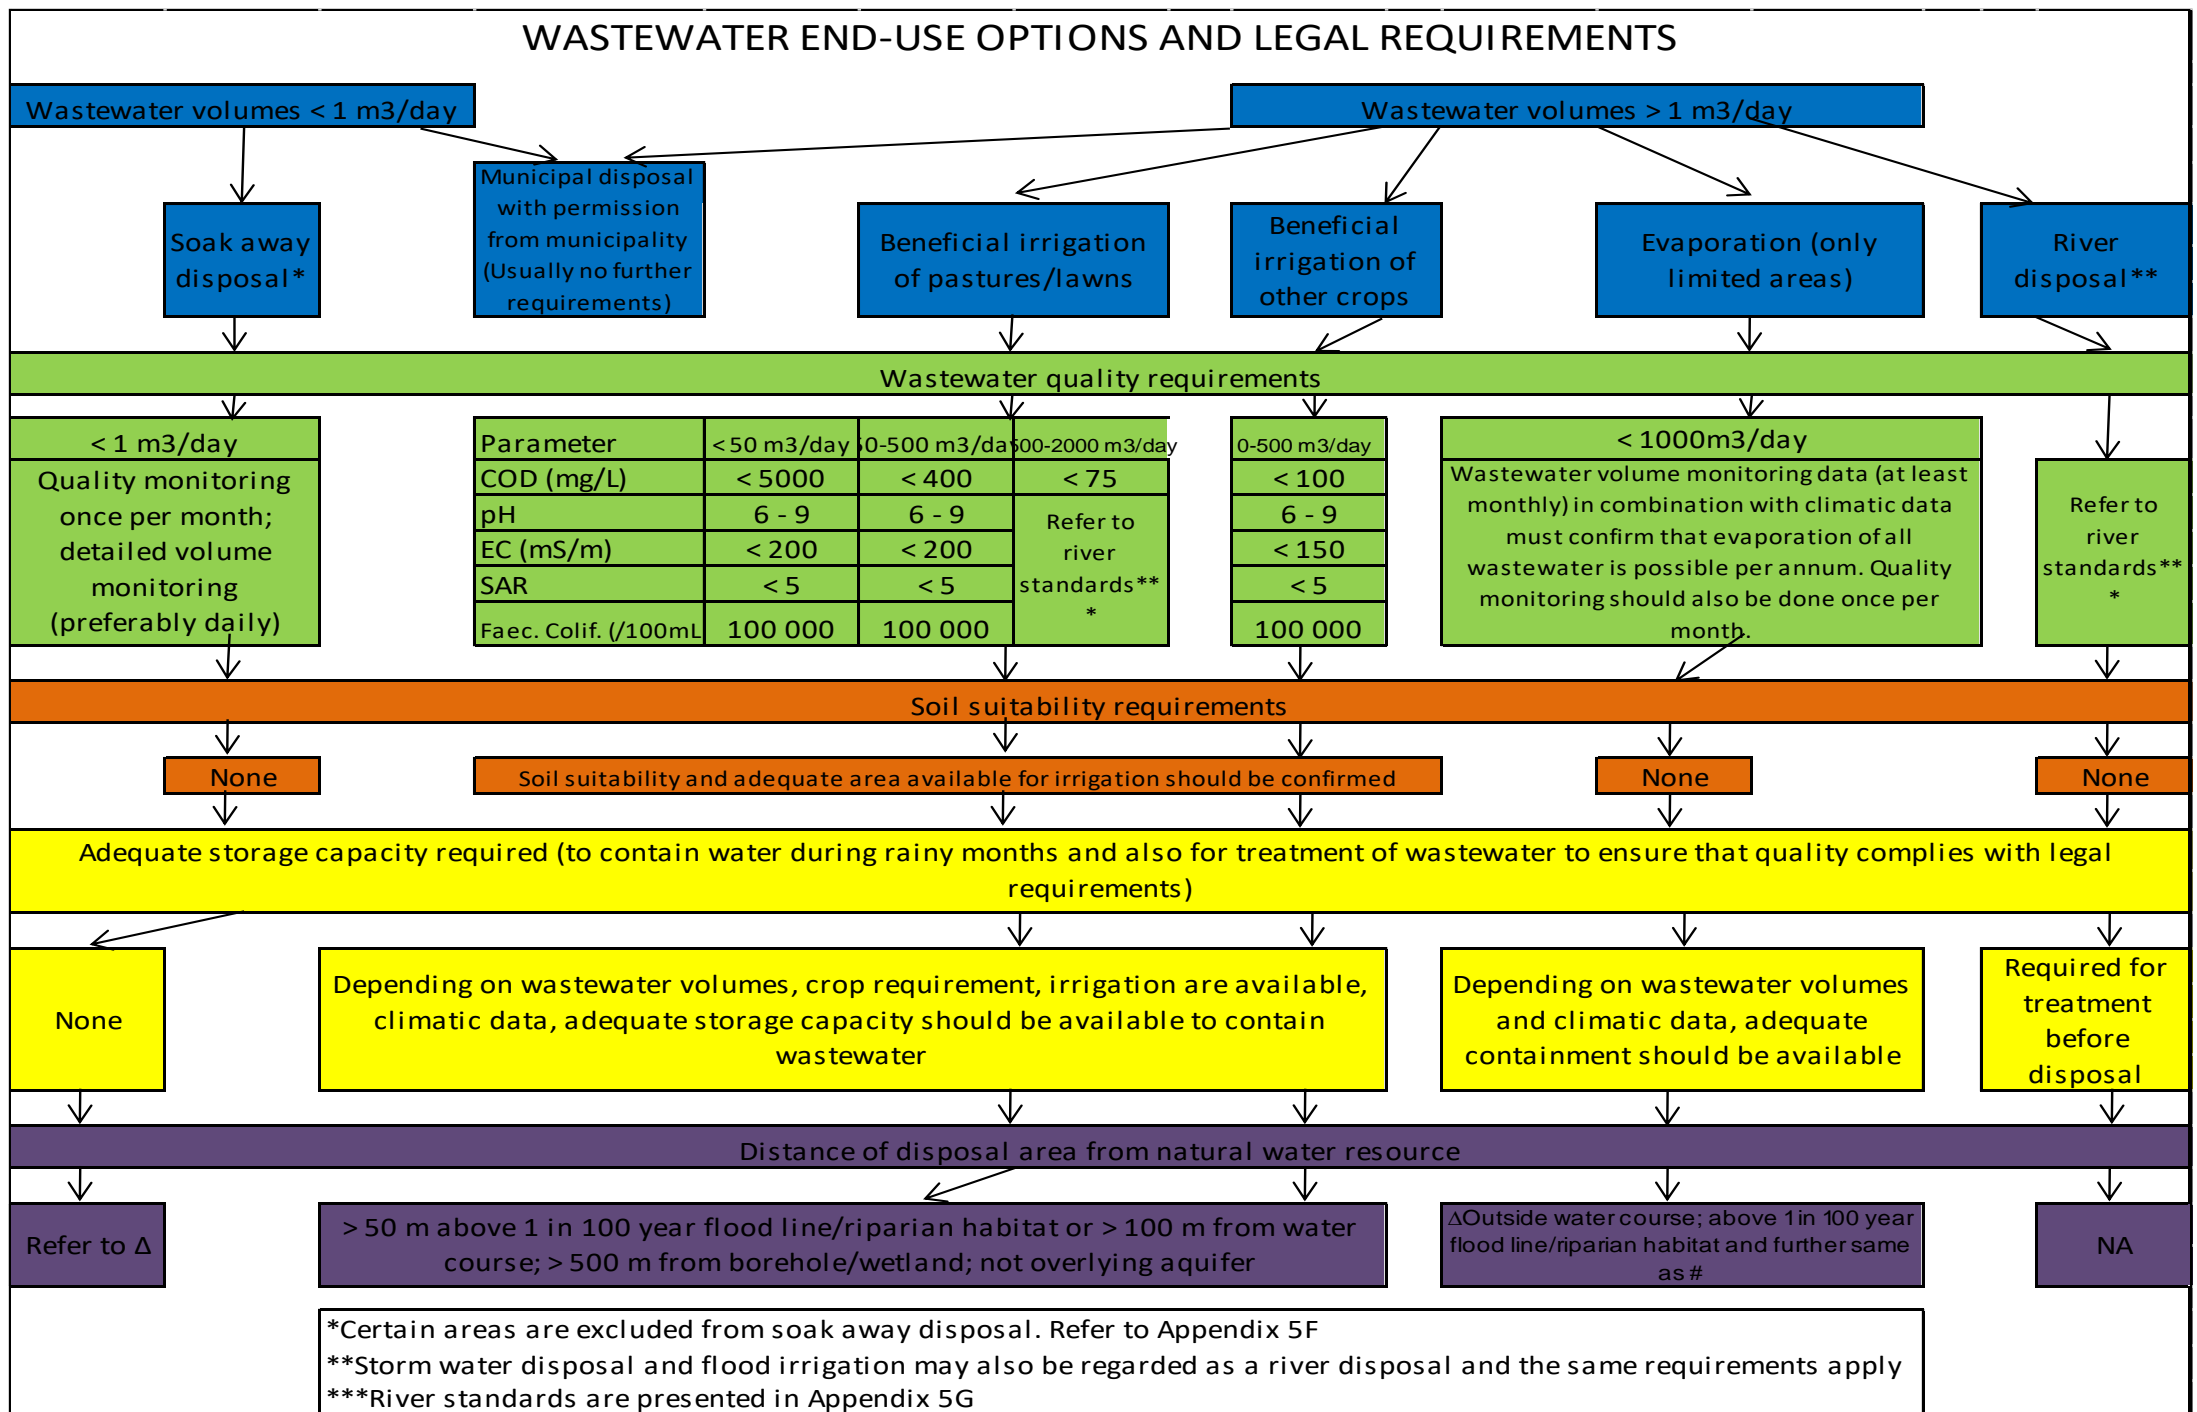 WASTEWATER END-USE OPTIONS AND LEGAL REQUIREMENTS
Wastewater volumes < 1 m3/day
Wastewater volumes > 1 m3/day
Soak away
disposal*
Municipal disposal
with permission
from municipality
(Usually no further
requirements)
Beneficial irrigation
of pastures/lawns
Beneficial
irrigation of
other crops
Evaporation (only
limited areas)
River
disposal**
Wastewater quality requirements
< 1 m3/day
Quality monitoring
once per month;
detailed volume
monitoring
(preferably daily)
Parameter < 50 m3/day 0-500 m3/day 500-2000 m3/day
COD (mg/L) < 5000 < 400 < 75
pH 6 - 9 6 - 9
EC (mS/m) < 200 < 200
SAR < 5 < 5
Faec. Colif. (/100mL 100 000 100 000
Refer to
river
standards**
*
0-500 m3/day
< 100
6 - 9
< 150
< 5
100 000
< 1000m3/day
Wastewater volume monitoring data (at least
monthly) in combination with climatic data
must confirm that evaporation of all
wastewater is possible per annum. Quality
monitoring should also be done once per
month.
Refer to
river
standards**
*
Soil suitability requirements
None
Soil suitability and adequate area available for irrigation should be confirmed
None
None
Adequate storage capacity required (to contain water during rainy months and also for treatment of wastewater to ensure that quality complies with legal
requirements)
None
Depending on wastewater volumes, crop requirement, irrigation are available,
climatic data, adequate storage capacity should be available to contain
wastewater
Depending on wastewater volumes
and climatic data, adequate
containment should be available
Required for
treatment
before
disposal
Distance of disposal area from natural water resource
Refer to Δ
> 50 m above 1 in 100 year flood line/riparian habitat or > 100 m from water
course; > 500 m from borehole/wetland; not overlying aquifer
ΔOutside water course; above 1 in 100 year
flood line/riparian habitat and further same
as #
NA
*Certain areas are excluded from soak away disposal. Refer to Appendix 5F
**Storm water disposal and flood irrigation may also be regarded as a river disposal and the same requirements apply
***River standards are presented in Appendix 5G